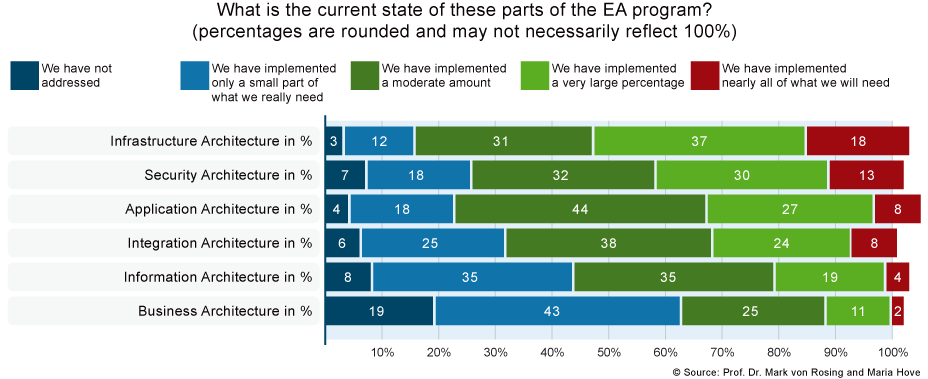 What is the current state of these parts of the EA program?
(percentages are rounded and may not necessarily reflect 100%)
We have not
addressed
We have implemented
only a small part of
what we really need
We have implemented
a moderate amount
We have implemented
a very large percentage
We have implemented
nearly all of what we will need
Infrastructure Architecture in % 3 12 31 37 18
Security Architecture in % 7 18 32 30 13
Application Architecture in % 4 18 44 27 8
Integration Architecture in % 6 25 38 24 8
Information Architecture in % 8 35 35 19 4
Business Architecture in % 19 43 25 11 2
10% 20% 30% 40% 50% 60% 70% 80% 90% 100%
© Source: Prof. Dr. Mark von Rosing and Maria Hove